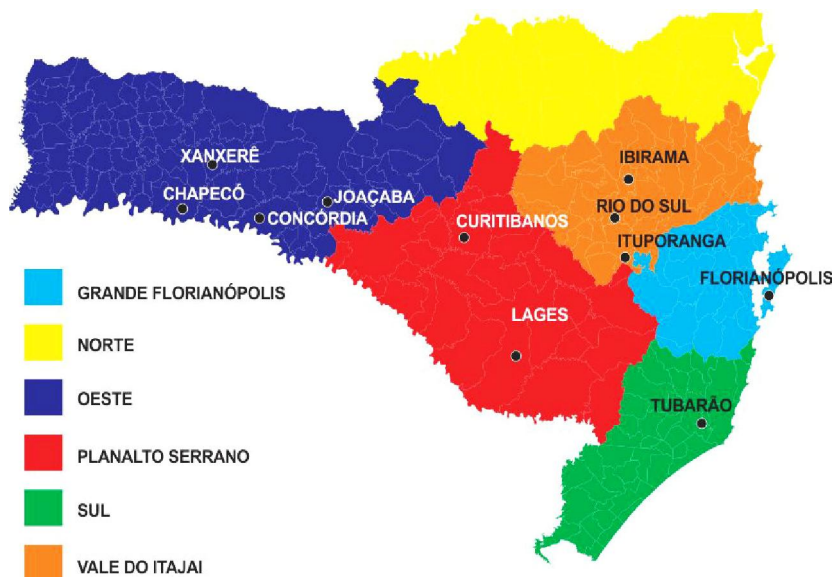 XANXERÊ
IBIRAMA
CHAPECÓ
JOAÇABA
RIO DO SUL
CONCÓRDIA
CURITIBANOS
ITUPORANGA
FLORIANÓPOLIS
GRANDE FLORIANÓPOLIS
LAGES
NORTE
OESTE
TUBARÃO
PLANALTO SERRANO
SUL
VALE DO ITAJAI